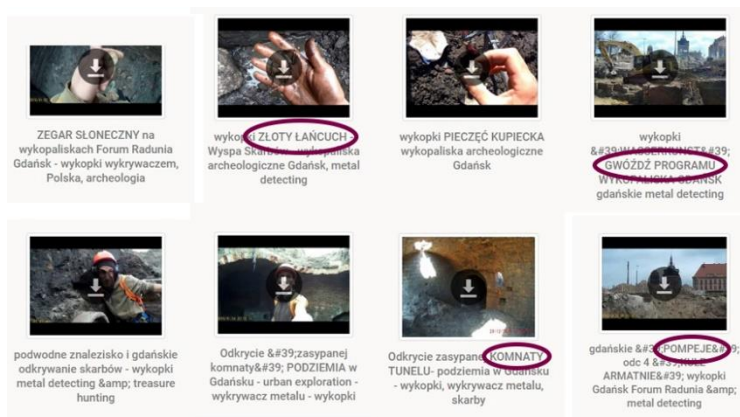 ZEGAR SŁONECZNY na
wykopaliskach Forum Radunia
Gdańsk - wykopki wykrywaczem,
Polska, archeologia
wykopki ZŁOTY ŁAŃCUCH -
Wyspa Skarbów - wykopaliska
archeologiczne Gdańsk, metal
detecting
wykopki PIECZĘĆ KUPIECKA
wykopaliska archeologiczne
Gdańsk
wykopki
&#39;WASSERKUNST&#39;
GWÓŹDŹ PROGRAMU
WYKOPALISKA GDAŃSK
gdańskie metal detecting
podwodne znalezisko i gdańskie
odkrywanie skarbów - wykopki
metal detecting &amp; treasure
hunting
Odkrycie &#39;zasypanej
komnaty&#39; PODZIEMIA w
Gdańsku - urban exploration -
wykrywacz metalu - wykopki
Odkrycie zasypanej KOMNATY
TUNELU- podziemia w Gdańsku
- wykopki, wykrywacz metalu,
skarby
gdańskie &#39;POMPEJE&#39;
odc 4 &#39;KULE
ARMATNIE&#39; wykopki
Gdańsk Forum Radunia &amp;
metal detecting